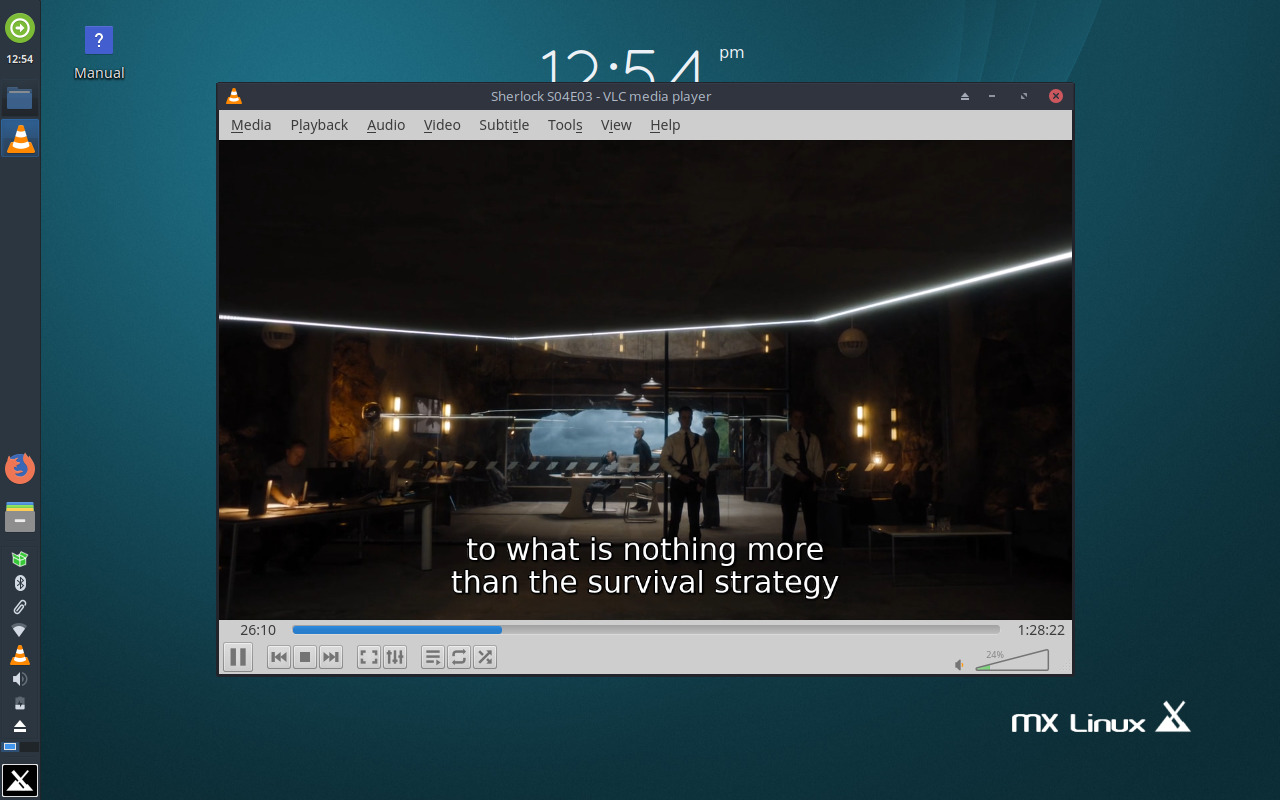 12:54
?
Manual
12:54 pm
Sherlock S04E03 - VLC media player
Media Playback Audio Video Subtitle Tools View Help
to what is nothing more
than the survival strategy
26:10 1:28:22
24%
mx Linux